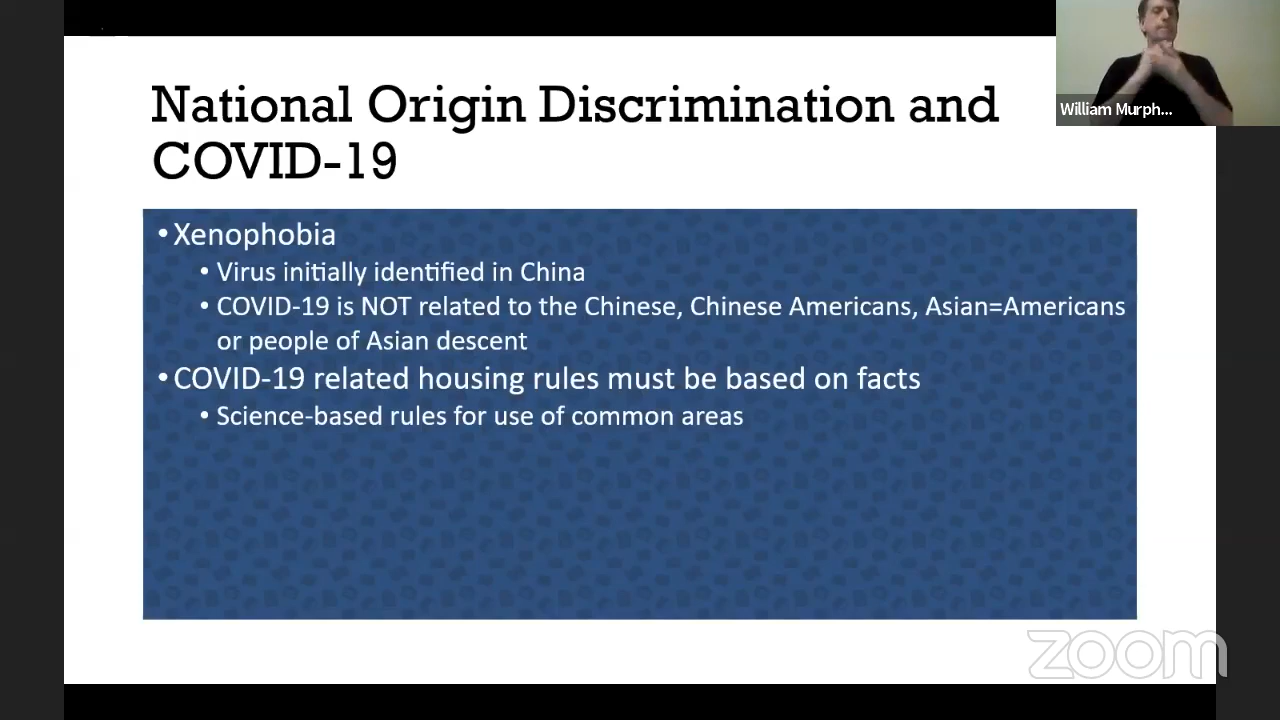 National Origin Discrimination and
COVID-19
William Murph...
• Xenophobia
• Virus initially identified in China
• COVID-19 is NOT related to the Chinese, Chinese Americans, Asian=Americans
or people of Asian descent
• COVID-19 related housing rules must be based on facts
• Science-based rules for use of common areas
zoom